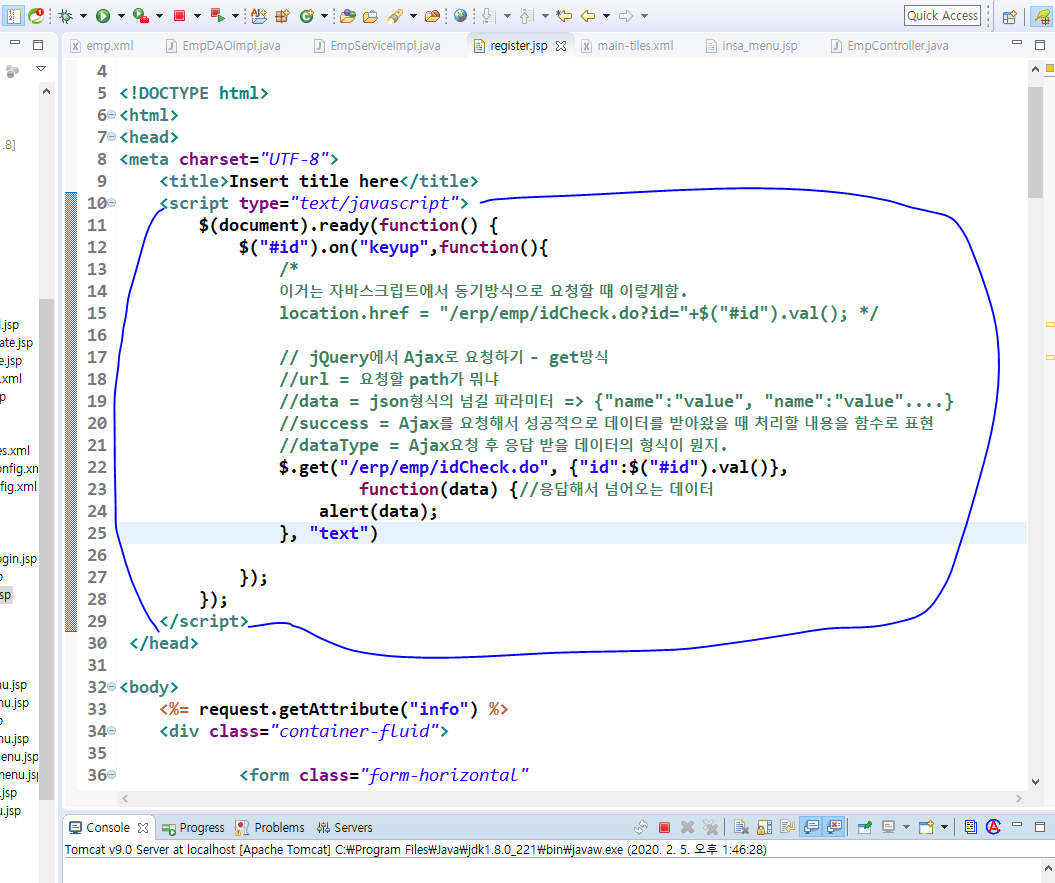 Quick Access
emp.xml EmpDAOImpl.java EmpServiceImpl.java register.jsp main-tiles.xml insa_menu.jsp EmpController.java
4
5 <!DOCTYPE html>
6 <html>
7 <head>
8 <meta charset="UTF-8">
9 <title>Insert title here</title>
10 <script type="text/javascript">
11 $(document).ready(function() {
12 $("#id").on("keyup",function(){
13 /*
14 이거는 자바스크립트에서 동기방식으로 요청할 때 이렇게함.
15 location.href = "/erp/emp/idCheck.do?id="+$("#id").val(); */
16
17 // jQuery에서 Ajax로 요청하기 - get방식
18 //url = 요청할 path가 뭐냐
19 //data = json형식의 넘길 파라미터 => {"name":"value", "name":"value"....}
20 //success = Ajax를 요청해서 성공적으로 데이터를 받아왔을 때 처리할 내용을 함수로 표현
21 //dataType = Ajax요청 후 응답 받을 데이터의 형식이 뭔지.
22 $.get("/erp/emp/idCheck.do", {"id":$("#id").val()},
23 function(data) {//응답해서 넘어오는 데이터
24 alert(data);
25 }, "text")
26
27 });
28 });
29 </script>
30 </head>
31
32 <body>
33 <%= request.getAttribute("info") %>
34 <div class="container-fluid">
35
36 <form class="form-horizontal"
.8]
.jsp
ate.jsp
e.jsp
.xml
p
es.xml
onfig.xn
fig.xml
ogin.jsp
sp
nu.jsp
nu.jsp
nu.jsp
enu.jsp
nenu.jsp
.jsp
u.jsp
Console Progress Problems Servers
Tomcat v9.0 Server at localhost [Apache Tomcat] C:₩Program Files₩Java₩jdk1.8.0_221₩bin₩javaw.exe (2020. 2. 5. 오후 1:46:28)